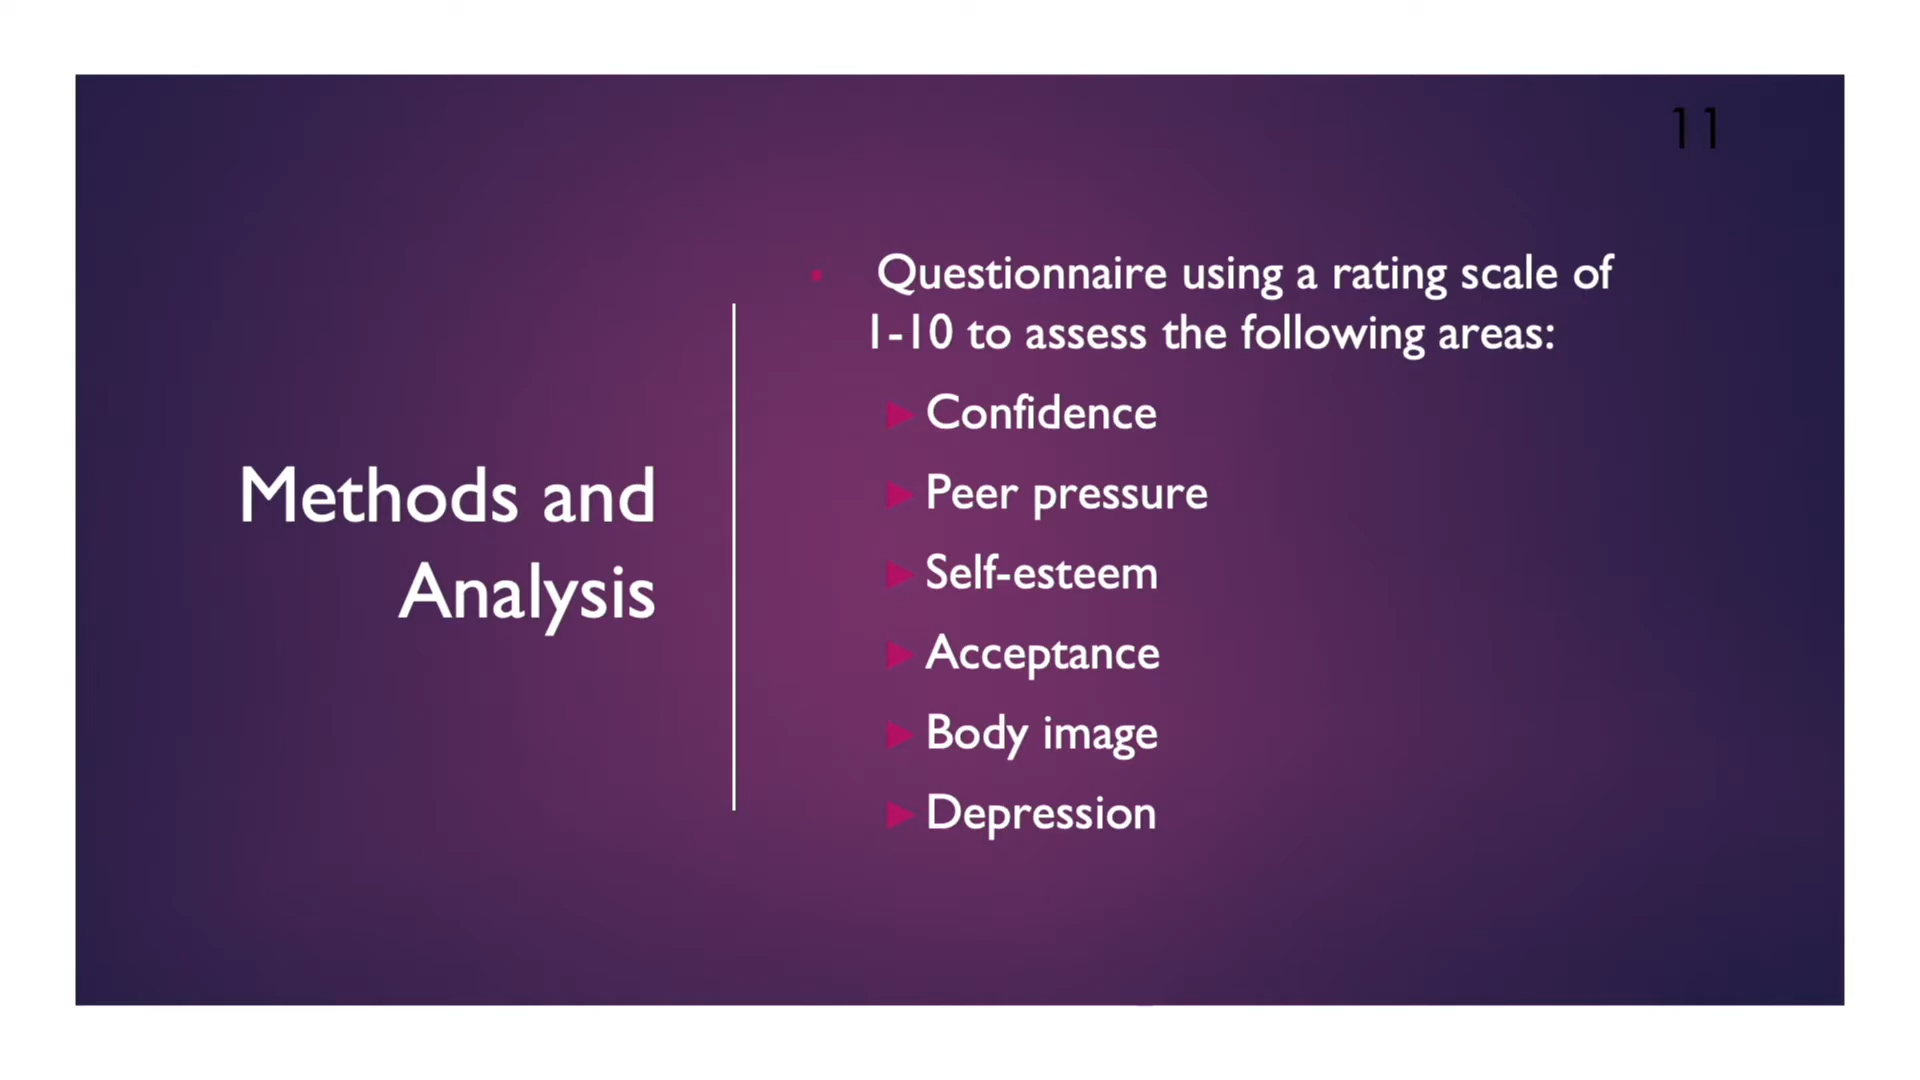 11
Methods and
Analysis
Questionnaire using a rating scale of
1-10 to assess the following areas:
Confidence
Peer pressure
Self-esteem
Acceptance
Body image
Depression